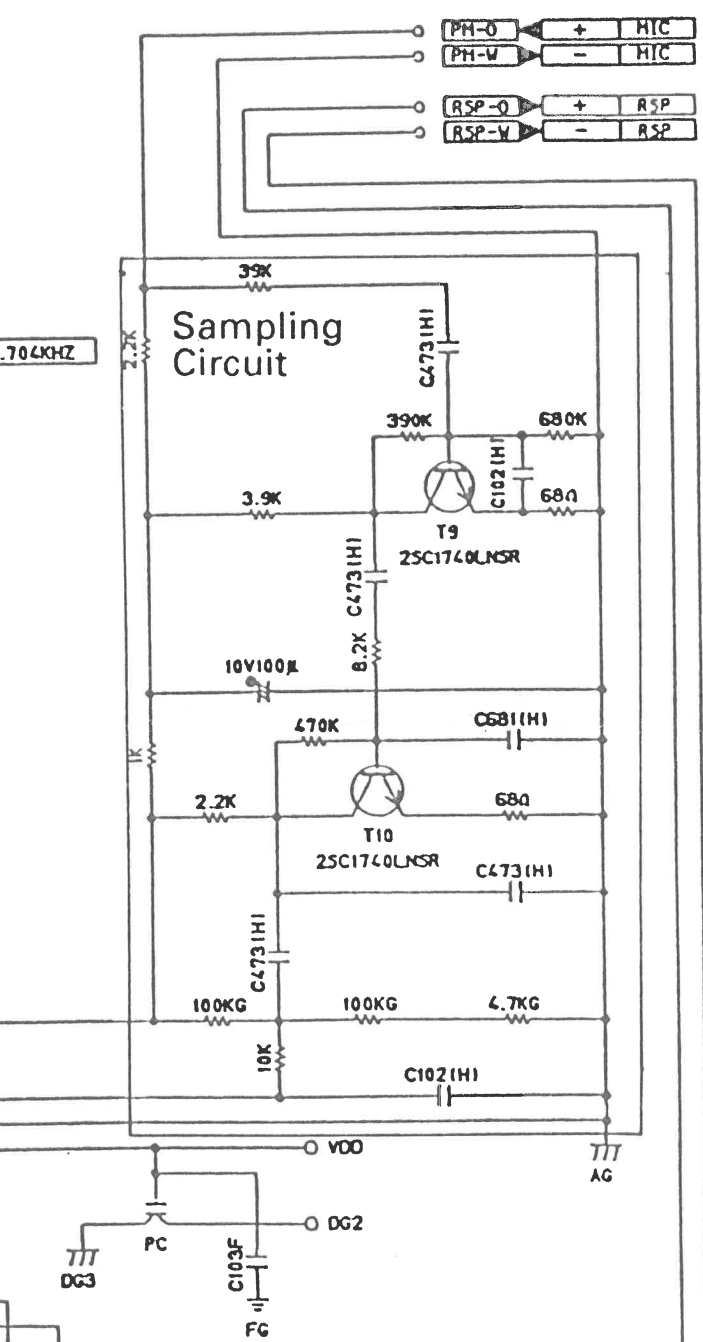 PM-O + MIC
PM-W - MIC
RSP-O + RSP
RSP-W - RSP
39K
Sampling
Circuit
2.2K
.704KHZ
C473(H)
390K
680K
C102(H)
3.9K
68Ω
T9
2SC1740LNSR
C473(H)
8.2K
10V100μ
470K
C681(H)
1K
2.2K
68Ω
T10
2SC1740LNSR
C473(H)
C473(H)
100KG
100KG
4.7KG
10K
C102(H)
VDD
AG
DG2
PC
C103F
DG3
FG